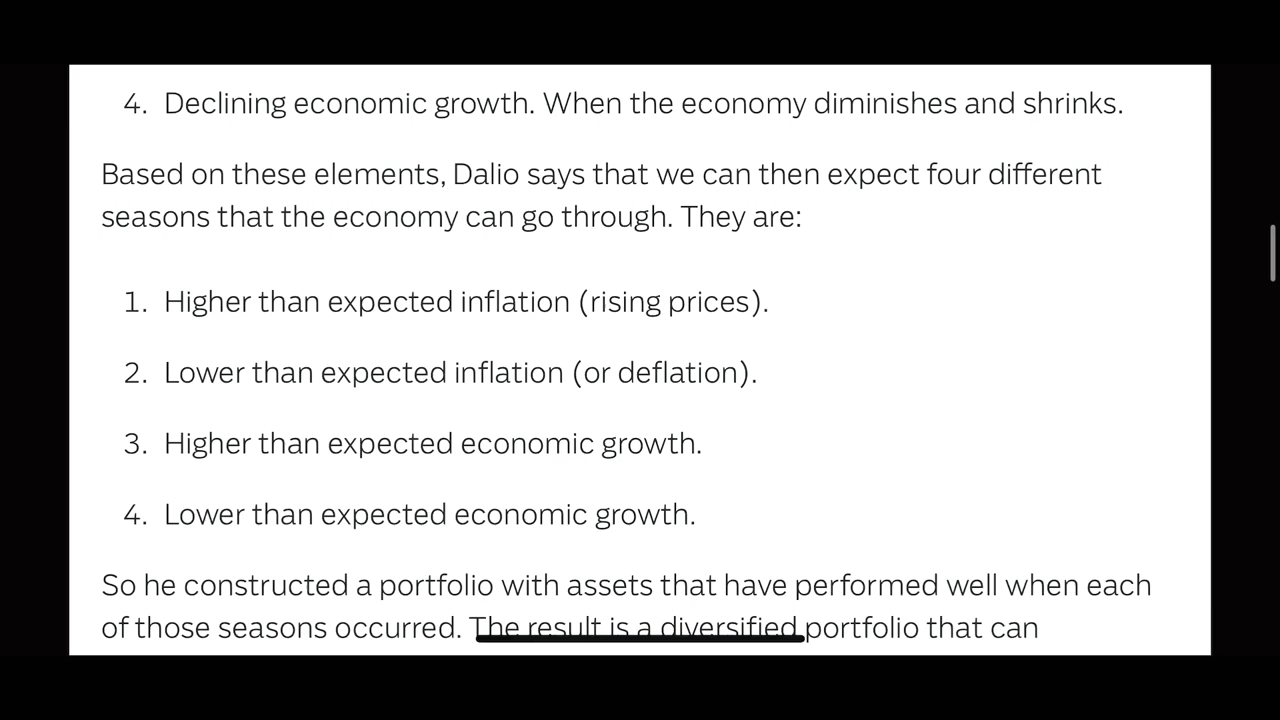 4. Declining economic growth. When the economy diminishes and shrinks.
Based on these elements, Dalio says that we can then expect four different
seasons that the economy can go through. They are:
1. Higher than expected inflation (rising prices).
2. Lower than expected inflation (or deflation).
3. Higher than expected economic growth.
4. Lower than expected economic growth.
So he constructed a portfolio with assets that have performed well when each
of those seasons occurred. The result is a diversified portfolio that can